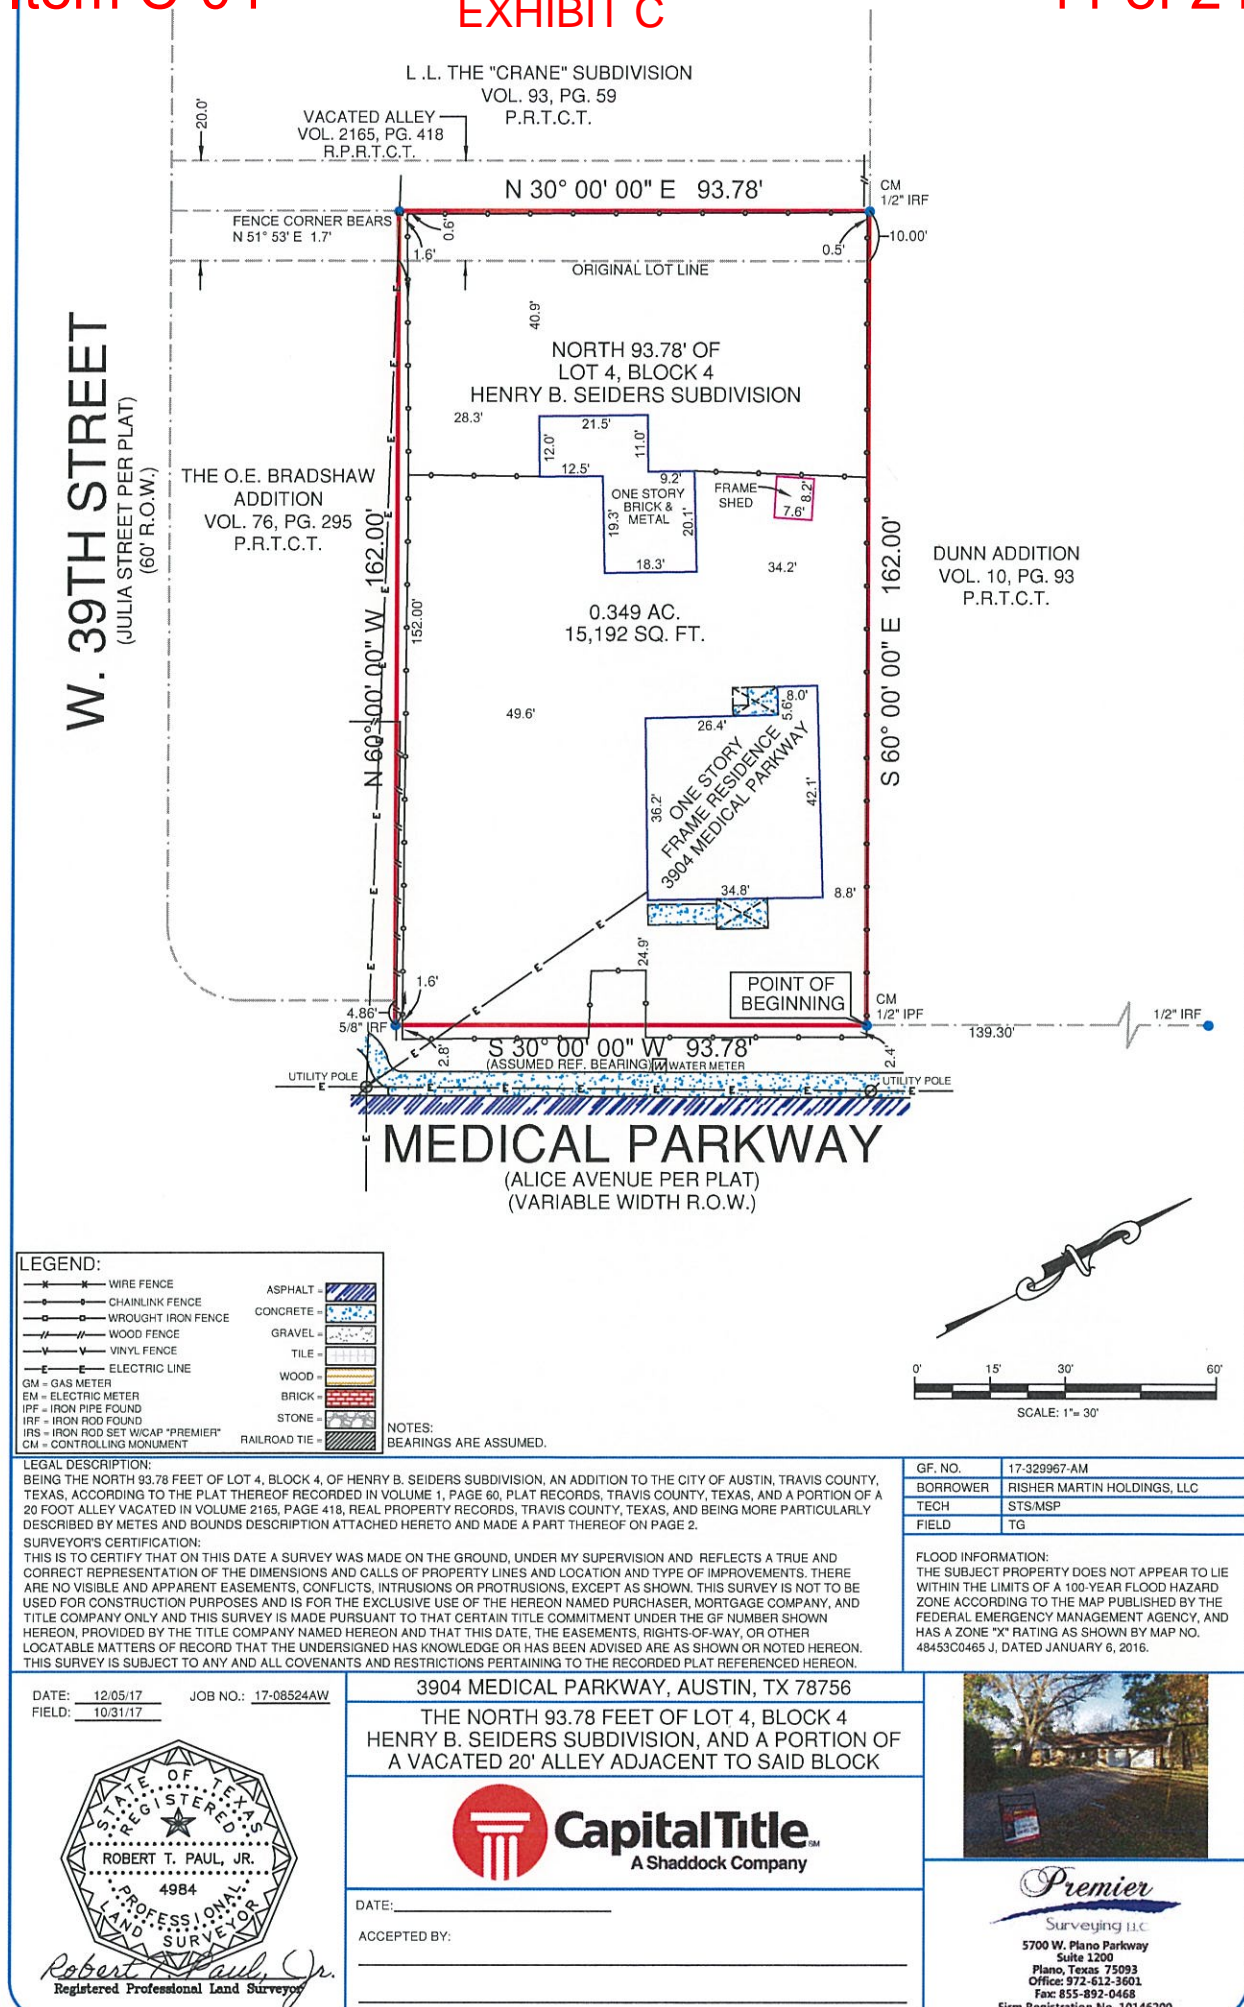 EXHIBIT C
L .L. THE "CRANE" SUBDIVISION
VOL. 93, PG. 59
P.R.T.C.T.
20.0'
VACATED ALLEY
VOL. 2165, PG. 418
R.P.R.T.C.T.
N 30° 00' 00" E 93.78'
CM
1/2" IRF
FENCE CORNER BEARS
N 51° 53' E 1.7'
0.6'
1.6'
0.5'
10.00'
ORIGINAL LOT LINE
40.9'
NORTH 93.78' OF
LOT 4, BLOCK 4
HENRY B. SEIDERS SUBDIVISION
W. 39TH STREET
(JULIA STREET PER PLAT)
(60' R.O.W.)
THE O.E. BRADSHAW
ADDITION
VOL. 76, PG. 295
P.R.T.C.T.
28.3'
21.5'
12.0'
11.0'
12.5'
9.2'
ONE STORY
BRICK &
METAL
19.3'
20.1'
18.3'
FRAME
SHED
8.2'
7.6'
34.2'
DUNN ADDITION
VOL. 10, PG. 93
P.R.T.C.T.
N 60° 00' 00" W 162.00'
152.00'
0.349 AC.
15,192 SQ. FT.
S 60° 00' 00" E 162.00'
49.6'
8.0'
5.6'
26.4'
36.2'
ONE STORY
FRAME RESIDENCE
3904 MEDICAL PARKWAY
42.1'
34.8'
8.8'
24.9'
1.6'
POINT OF
BEGINNING
CM
1/2" IPF
4.86'
5/8" IRF
139.30'
1/2" IRF
2.8'
S 30° 00' 00" W 93.78'
(ASSUMED REF. BEARING)
W WATER METER
2.4'
UTILITY POLE
UTILITY POLE
MEDICAL PARKWAY
(ALICE AVENUE PER PLAT)
(VARIABLE WIDTH R.O.W.)
LEGEND:
WIRE FENCE
CHAINLINK FENCE
WROUGHT IRON FENCE
WOOD FENCE
VINYL FENCE
ELECTRIC LINE
GM = GAS METER
EM = ELECTRIC METER
IPF = IRON PIPE FOUND
IRF = IRON ROD FOUND
IRS = IRON ROD SET W/CAP "PREMIER"
CM = CONTROLLING MONUMENT
ASPHALT =
CONCRETE =
GRAVEL =
TILE =
WOOD =
BRICK =
STONE =
RAILROAD TIE =
NOTES:
BEARINGS ARE ASSUMED.
N
0' 15' 30' 60'
SCALE: 1"= 30'
LEGAL DESCRIPTION:
BEING THE NORTH 93.78 FEET OF LOT 4, BLOCK 4, OF HENRY B. SEIDERS SUBDIVISION, AN ADDITION TO THE CITY OF AUSTIN, TRAVIS COUNTY,
TEXAS, ACCORDING TO THE PLAT THEREOF RECORDED IN VOLUME 1, PAGE 60, PLAT RECORDS, TRAVIS COUNTY, TEXAS, AND A PORTION OF A
20 FOOT ALLEY VACATED IN VOLUME 2165, PAGE 418, REAL PROPERTY RECORDS, TRAVIS COUNTY, TEXAS, AND BEING MORE PARTICULARLY
DESCRIBED BY METES AND BOUNDS DESCRIPTION ATTACHED HERETO AND MADE A PART THEREOF ON PAGE 2.
SURVEYOR'S CERTIFICATION:
THIS IS TO CERTIFY THAT ON THIS DATE A SURVEY WAS MADE ON THE GROUND, UNDER MY SUPERVISION AND REFLECTS A TRUE AND
CORRECT REPRESENTATION OF THE DIMENSIONS AND CALLS OF PROPERTY LINES AND LOCATION AND TYPE OF IMPROVEMENTS. THERE
ARE NO VISIBLE AND APPARENT EASEMENTS, CONFLICTS, INTRUSIONS OR PROTRUSIONS, EXCEPT AS SHOWN. THIS SURVEY IS NOT TO BE
USED FOR CONSTRUCTION PURPOSES AND IS FOR THE EXCLUSIVE USE OF THE HEREON NAMED PURCHASER, MORTGAGE COMPANY, AND
TITLE COMPANY ONLY AND THIS SURVEY IS MADE PURSUANT TO THAT CERTAIN TITLE COMMITMENT UNDER THE GF NUMBER SHOWN
HEREON, PROVIDED BY THE TITLE COMPANY NAMED HEREON AND THAT THIS DATE, THE EASEMENTS, RIGHTS-OF-WAY, OR OTHER
LOCATABLE MATTERS OF RECORD THAT THE UNDERSIGNED HAS KNOWLEDGE OR HAS BEEN ADVISED ARE AS SHOWN OR NOTED HEREON.
THIS SURVEY IS SUBJECT TO ANY AND ALL COVENANTS AND RESTRICTIONS PERTAINING TO THE RECORDED PLAT REFERENCED HEREON.
GF. NO. 17-329967-AM
BORROWER RISHER MARTIN HOLDINGS, LLC
TECH STS/MSP
FIELD TG
FLOOD INFORMATION:
THE SUBJECT PROPERTY DOES NOT APPEAR TO LIE
WITHIN THE LIMITS OF A 100-YEAR FLOOD HAZARD
ZONE ACCORDING TO THE MAP PUBLISHED BY THE
FEDERAL EMERGENCY MANAGEMENT AGENCY, AND
HAS A ZONE "X" RATING AS SHOWN BY MAP NO.
48453C0465 J, DATED JANUARY 6, 2016.
DATE: 12/05/17 JOB NO.: 17-08524AW
FIELD: 10/31/17
STATE OF TEXAS
REGISTERED
ROBERT T. PAUL, JR.
4984
PROFESSIONAL
LAND SURVEYOR
Robert T. Paul, Jr.
Registered Professional Land Surveyor
3904 MEDICAL PARKWAY, AUSTIN, TX 78756
THE NORTH 93.78 FEET OF LOT 4, BLOCK 4
HENRY B. SEIDERS SUBDIVISION, AND A PORTION OF
A VACATED 20' ALLEY ADJACENT TO SAID BLOCK
CapitalTitle SM
A Shaddock Company
DATE:
ACCEPTED BY:
Premier
Surveying LLC
5700 W. Plano Parkway
Suite 1200
Plano, Texas 75093
Office: 972-612-3601
Fax: 855-892-0468
Firm Registration No. 10146200